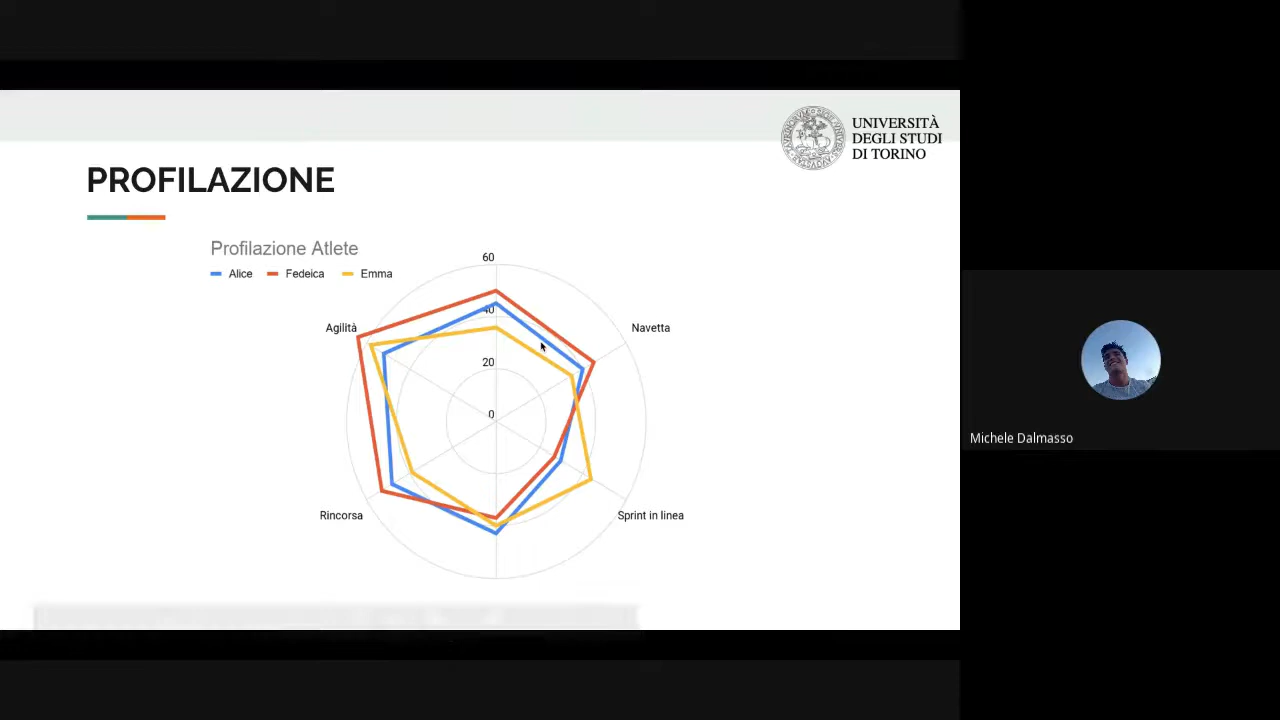 UNIVERSITÀ
DEGLI STUDI
DI TORINO
PROFILAZIONE
Profilazione Atlete
Alice Fedeica Emma
60
40
20
0
Agilità
Navetta
Rincorsa
Sprint in linea
Michele Dalmasso